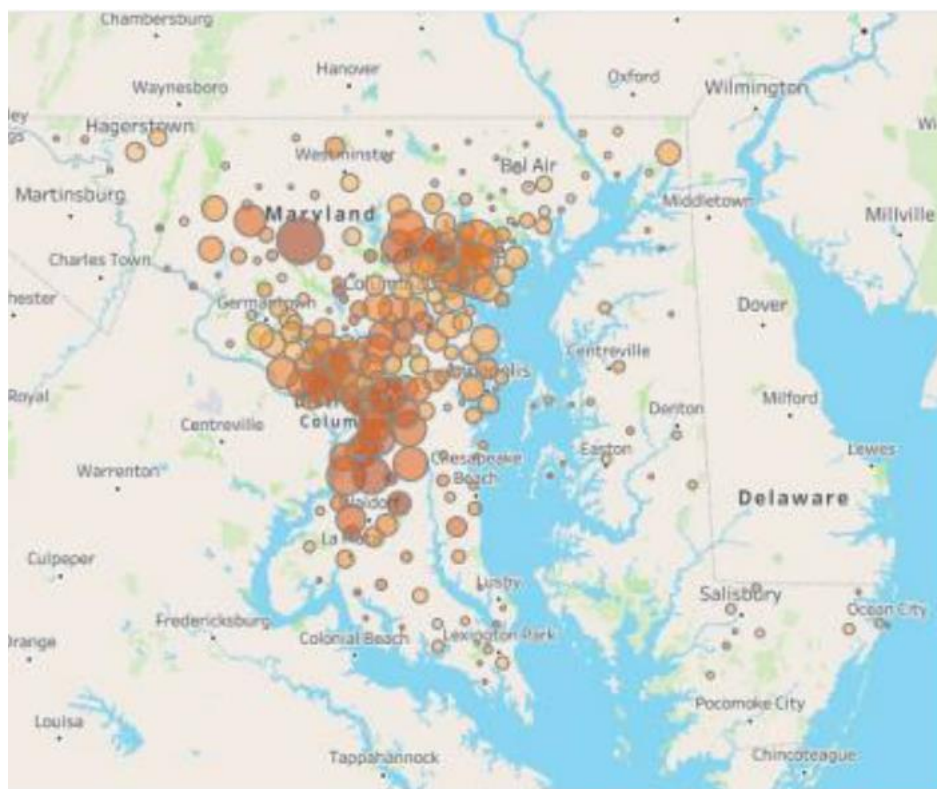 Chambersburg
Hanover
Waynesboro
Oxford
Wilmington
Hagerstown
Westminster
Bel Air
Martinsburg
Maryland
Middletown
Millville
Charles Town
Germantown
Dover
Centreville
Royal
Milford
Denton
Colum
Centreville
Easton
Lewes
Chesapeake
Beach
Warrenton
Delaware
La
Culpeper
Lusby
Salisbury
Ocean City
Fredericksburg
Colonial Beach
Lexington Park
Pocomoke City
Louisa
Tappahannock
Chincoteague